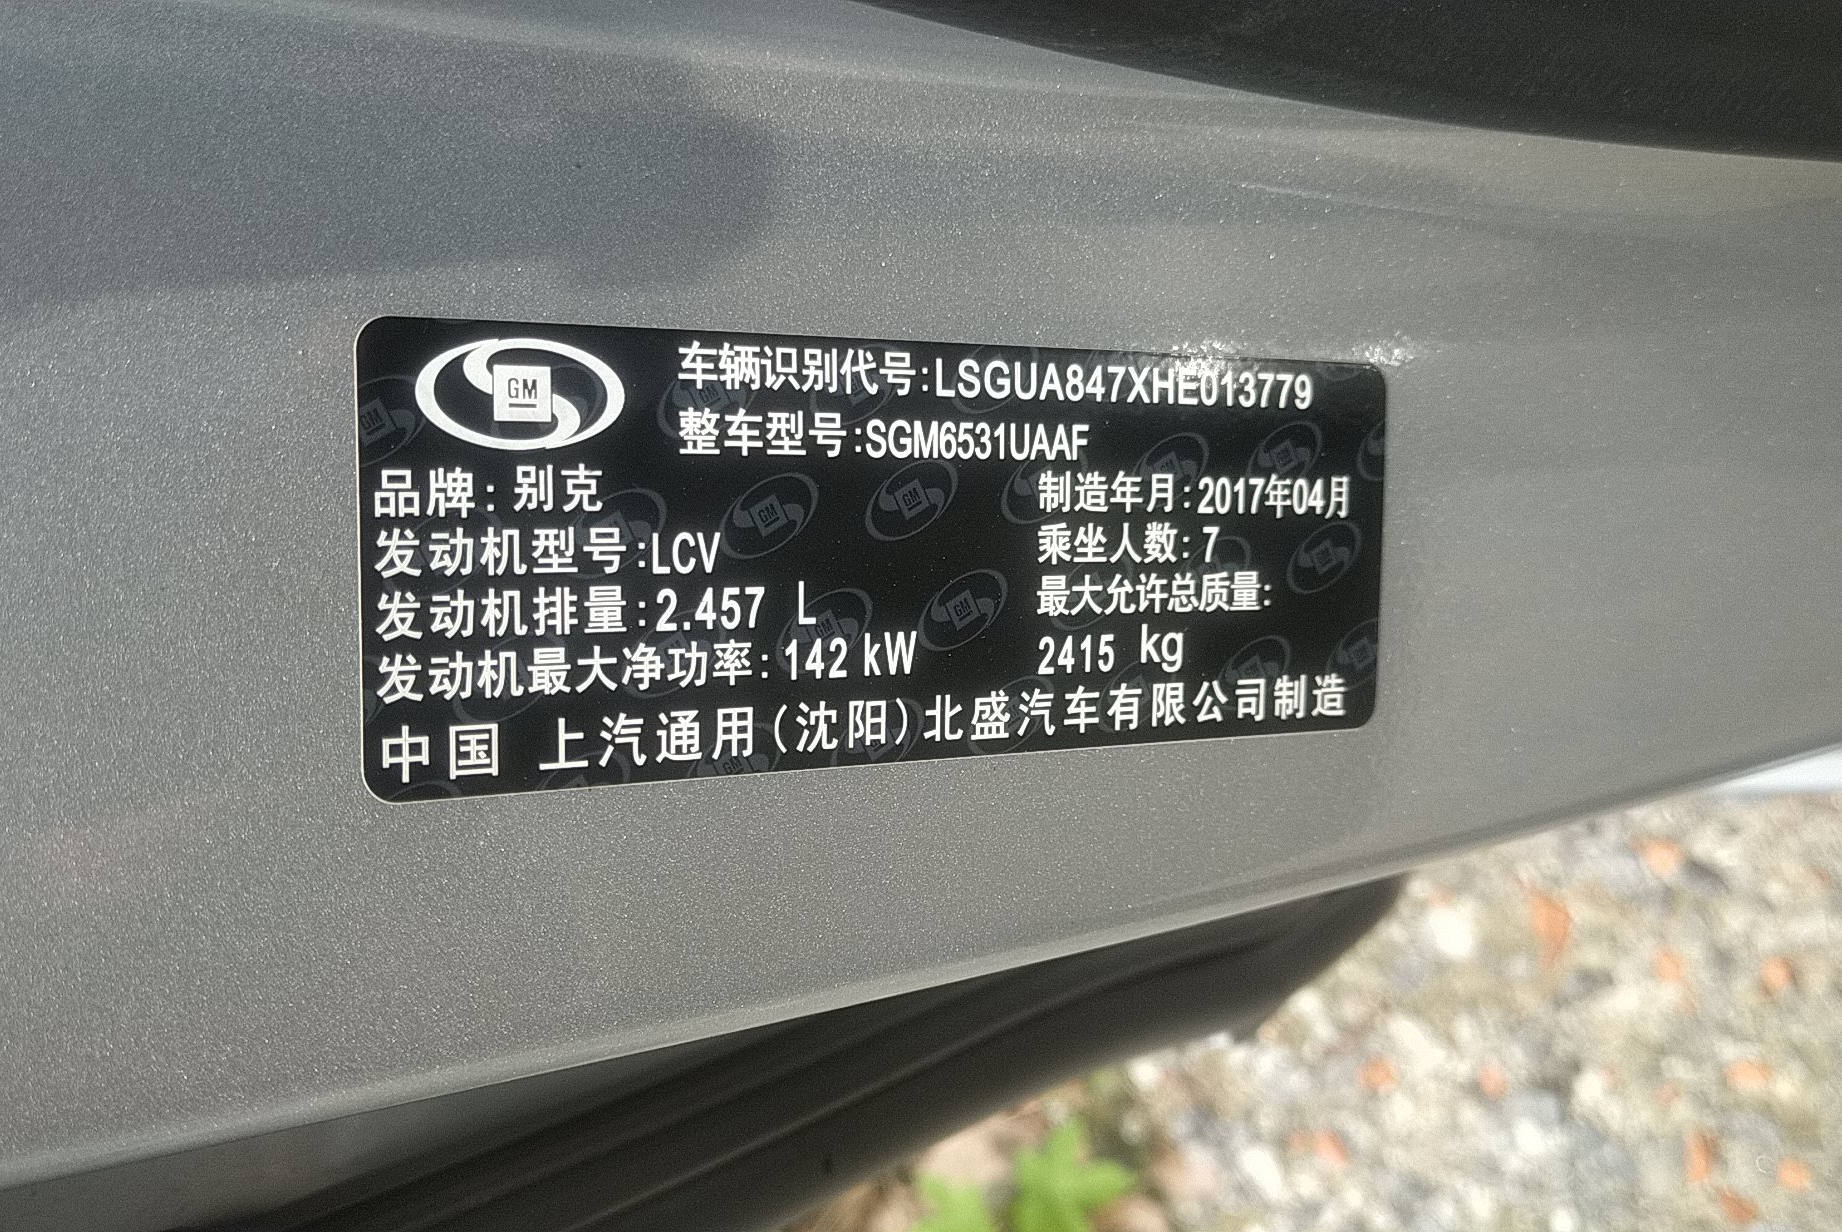 GM
车辆识别代号:LSGUA847XHE013779
整车型号:SGM6531UAAF
品牌: 别克
制造年月:2017年04月
发动机型号:LCV
乘坐人数: 7
发动机排量:2.457 L
最大允许总质量:
发动机最大净功率: 142 kW
2415 kg
中国 上汽通用(沈阳)北盛汽车有限公司制造